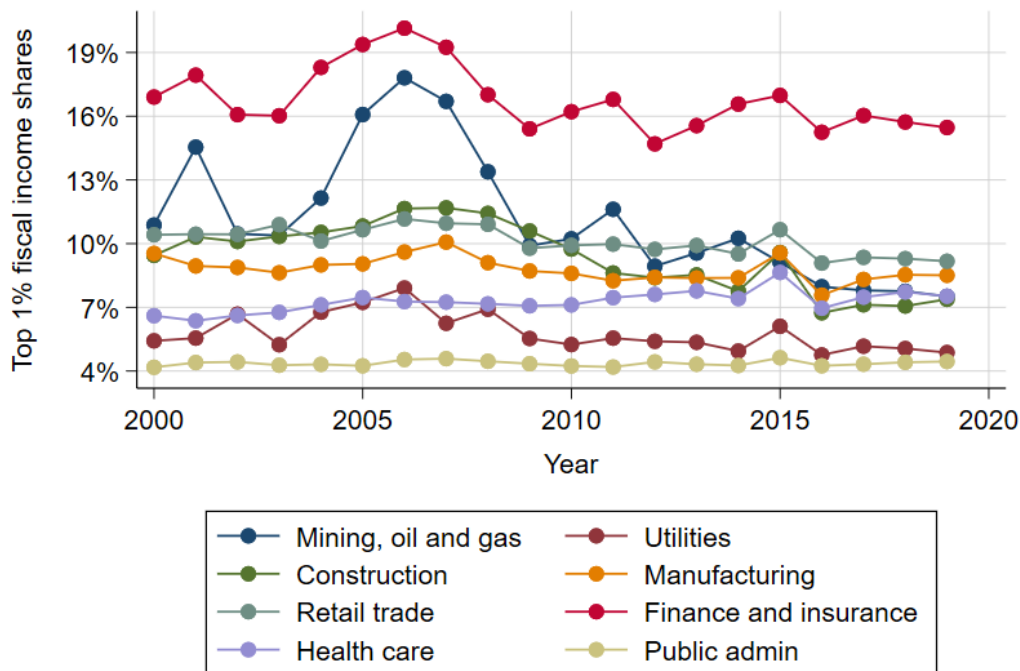 Top 1% fiscal income shares
19%
16%
13%
10%
7%
4%
2000 2005 2010 2015 2020
Year
Mining, oil and gas Utilities
Construction Manufacturing
Retail trade Finance and insurance
Health care Public admin